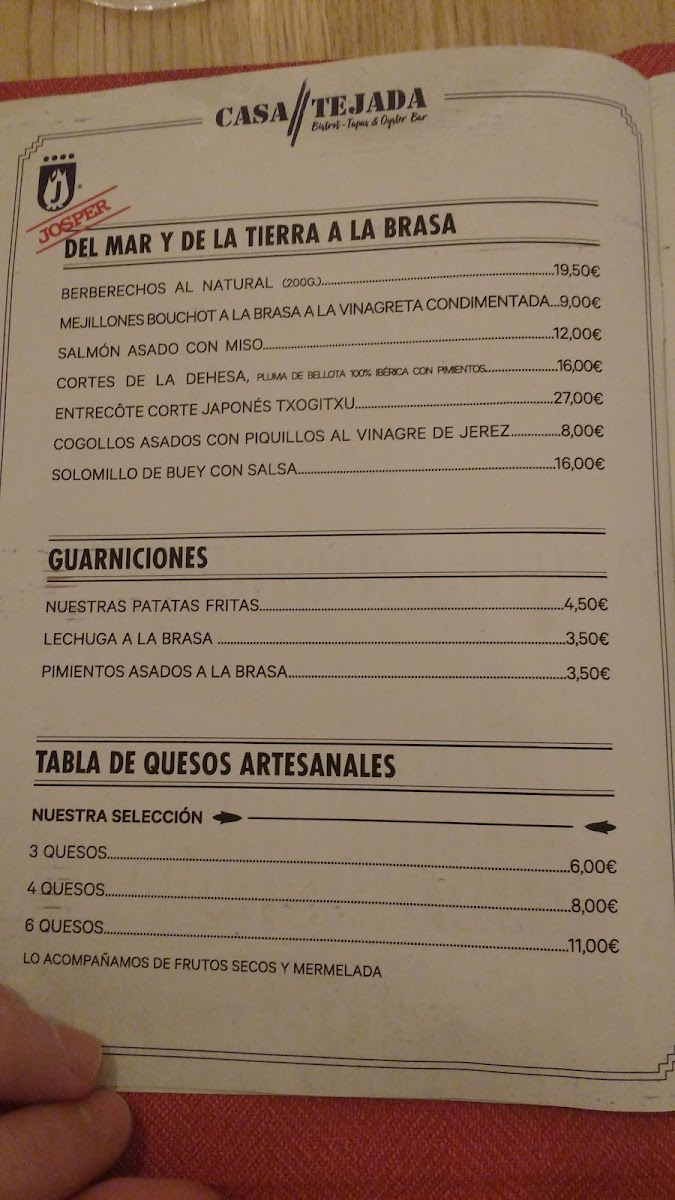 CASA TEJADA
Bistrot - Tapas & Oyster Bar
J
JOSPER
DEL MAR Y DE LA TIERRA A LA BRASA
BERBERECHOS AL NATURAL (200G.)...19,50€
MEJILLONES BOUCHOT A LA BRASA A LA VINAGRETA CONDIMENTADA...9,00€
SALMÓN ASADO CON MISO...12,00€
CORTES DE LA DEHESA, PLUMA DE BELLOTA 100% IBÉRICA CON PIMIENTOS...16,00€
ENTRECÔTE CORTE JAPONÉS TXOGITXU...27,00€
COGOLLOS ASADOS CON PIQUILLOS AL VINAGRE DE JEREZ...8,00€
SOLOMILLO DE BUEY CON SALSA...16,00€
GUARNICIONES
NUESTRAS PATATAS FRITAS...4,50€
LECHUGA A LA BRASA ...3,50€
PIMIENTOS ASADOS A LA BRASA...3,50€
TABLA DE QUESOS ARTESANALES
NUESTRA SELECCIÓN
3 QUESOS...6,00€
4 QUESOS...8,00€
6 QUESOS...11,00€
LO ACOMPAÑAMOS DE FRUTOS SECOS Y MERMELADA